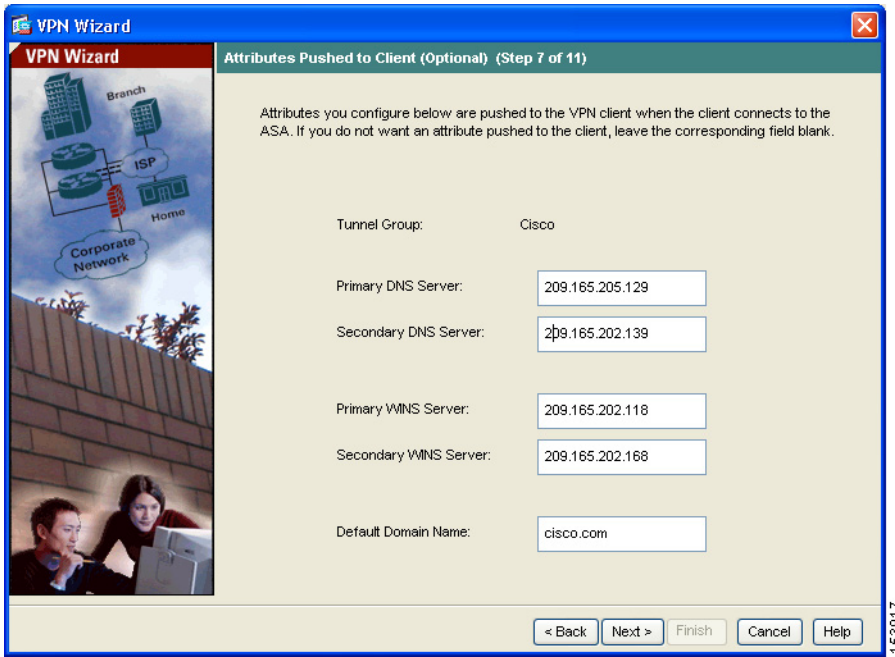 VPN Wizard
VPN Wizard
Branch
ISP
Home
Corporate
Network
Attributes Pushed to Client (Optional) (Step 7 of 11)
Attributes you configure below are pushed to the VPN client when the client connects to the
ASA. If you do not want an attribute pushed to the client, leave the corresponding field blank.
Tunnel Group: Cisco
Primary DNS Server: 209.165.205.129
Secondary DNS Server: 209.165.202.139
Primary WINS Server: 209.165.202.118
Secondary WINS Server: 209.165.202.168
Default Domain Name: cisco.com
< Back Next > Finish Cancel Help